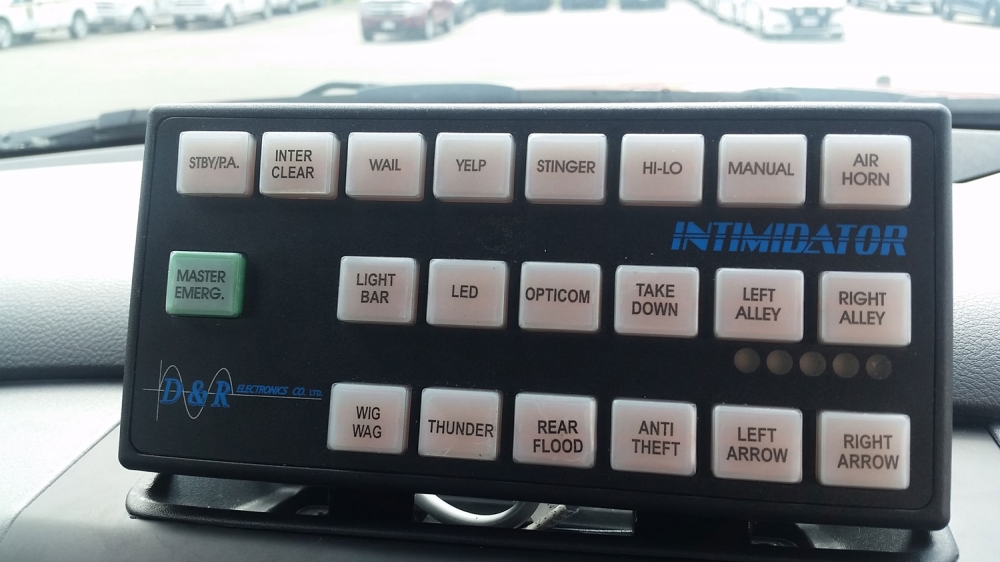 STBY/P.A.
INTER
CLEAR
WAIL
YELP
STINGER
HI-LO
MANUAL
AIR
HORN
INTIMIDATOR
MASTER
EMERG.
LIGHT
BAR
LED
OPTICOM
TAKE
DOWN
LEFT
ALLEY
RIGHT
ALLEY
D & R ELECTRONICS CO. LTD.
WIG
WAG
THUNDER
REAR
FLOOD
ANTI
THEFT
LEFT
ARROW
RIGHT
ARROW